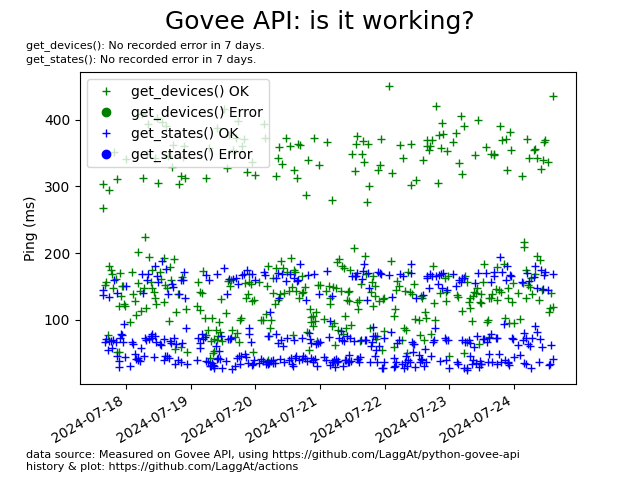 Govee API: is it working?
get_devices(): No recorded error in 7 days.
get_states(): No recorded error in 7 days.
get_devices() OK
get_devices() Error
get_states() OK
get_states() Error
400
300
200
100
Ping (ms)
2024-07-18
2024-07-19
2024-07-20
2024-07-21
2024-07-22
2024-07-23
2024-07-24
data source: Measured on Govee API, using https://github.com/LaggAt/python-govee-api
history & plot: https://github.com/LaggAt/actions